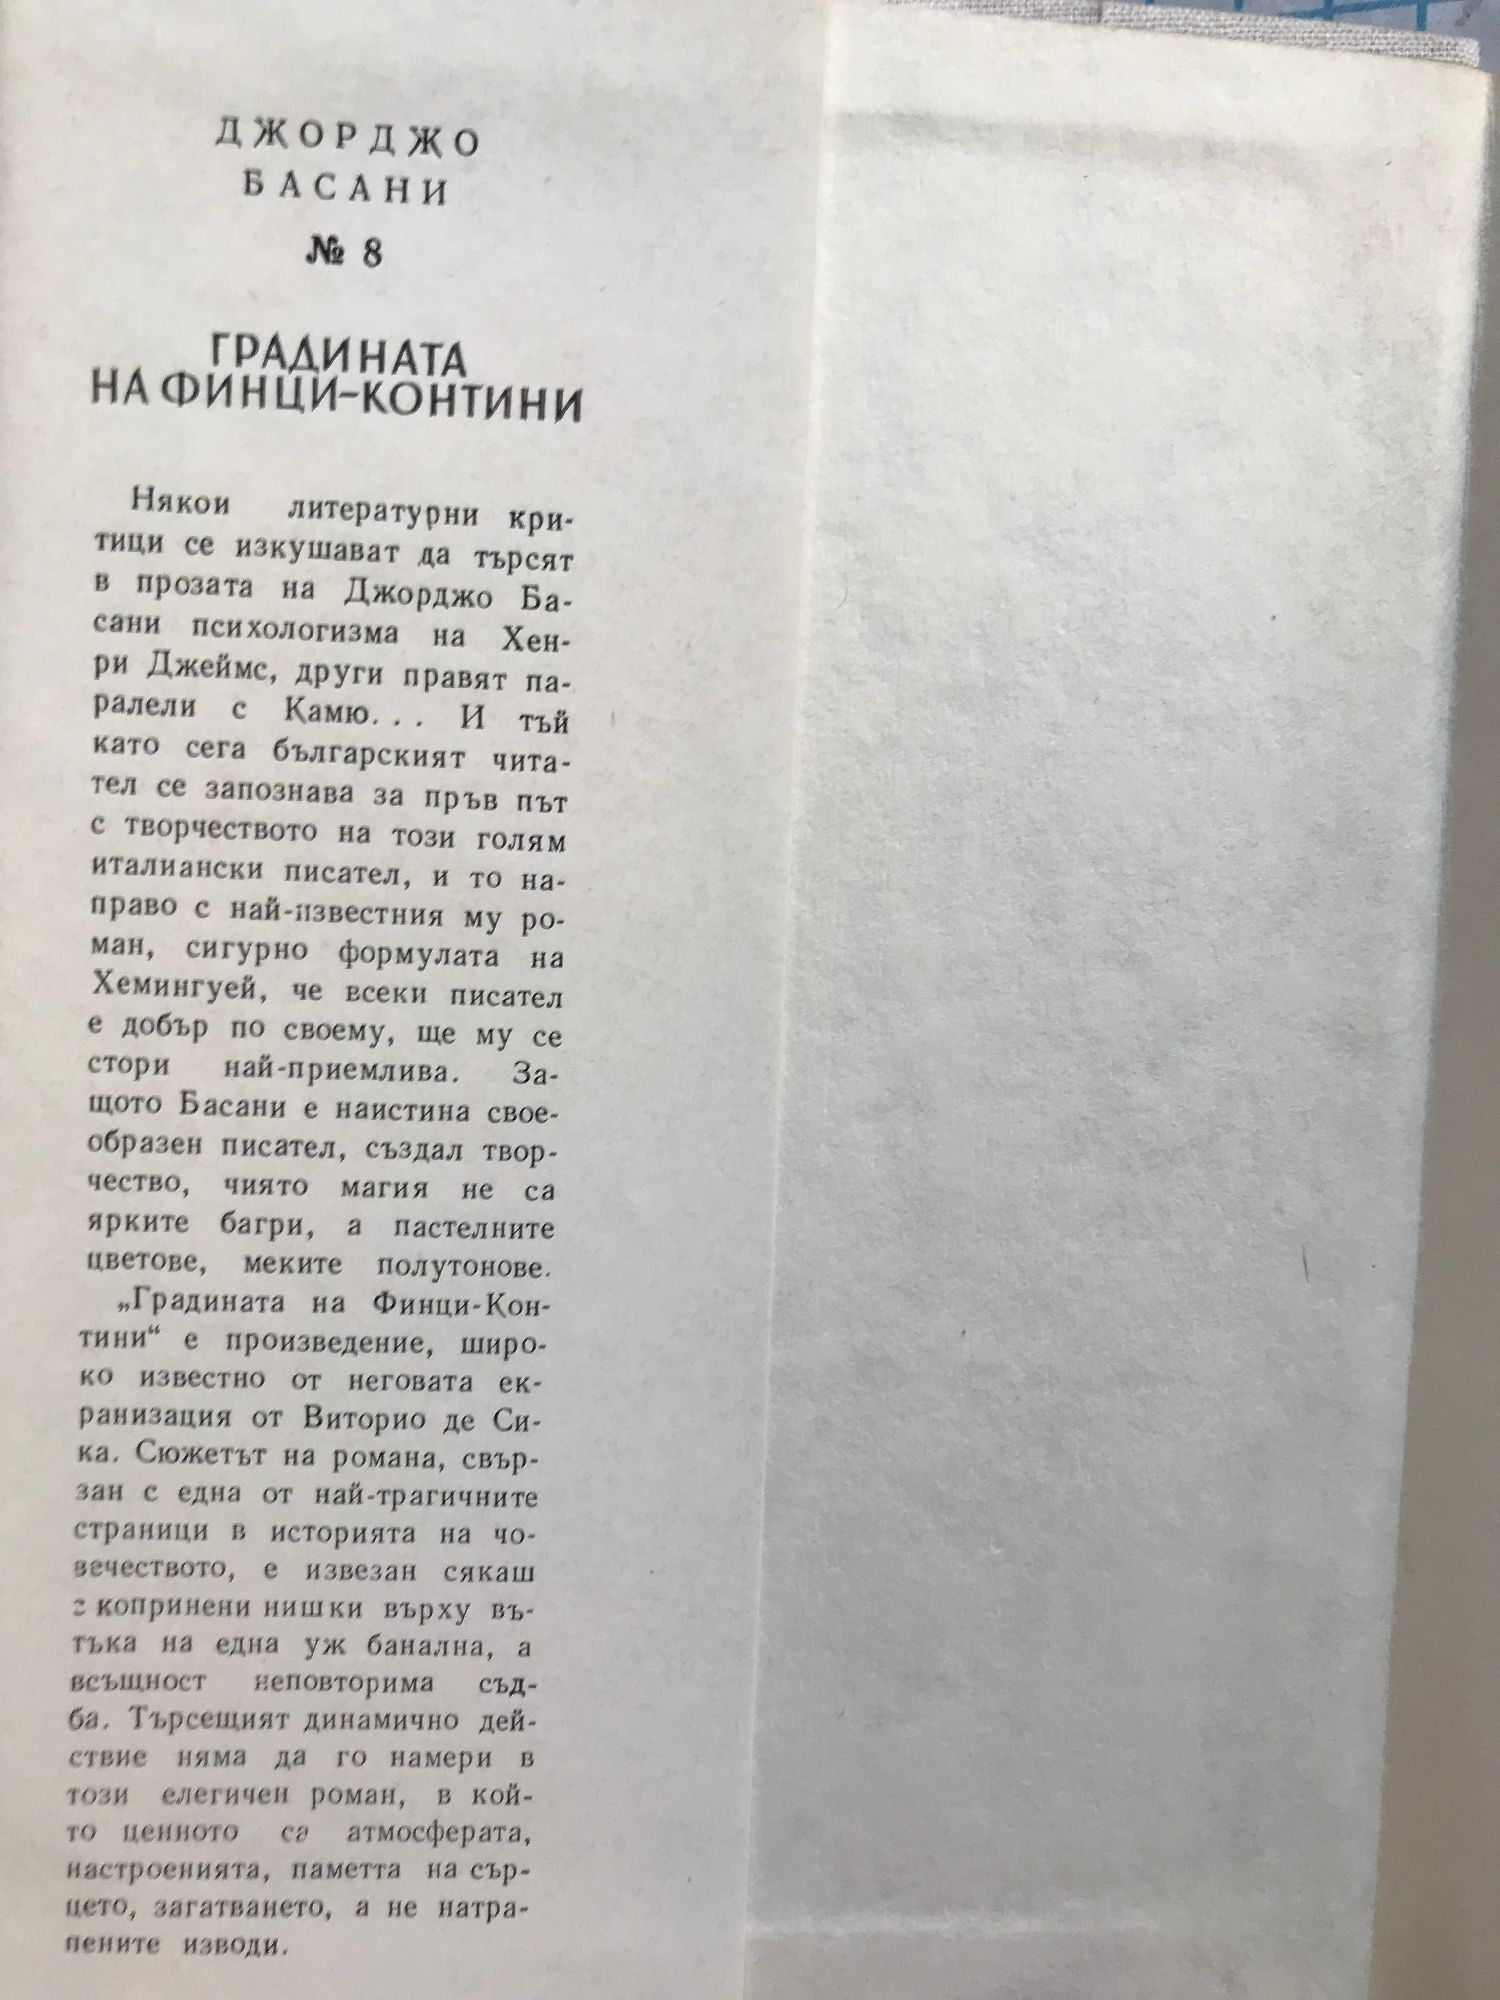 ДЖОРДЖО
БАСАНИ
№ 8
ГРАДИНАТА
НА ФИНЦИ-КОНТИНИ
Някои литературни кри-
тици се изкушават да търсят
в прозата на Джорджо Ба-
сани психологизма на Хен-
ри Джеймс, други правят па-
ралели с Камю... И тъй
като сега българският чита-
тел се запознава за пръв път
с творчеството на този голям
италиански писател, и то на-
право с най-известния му ро-
ман, сигурно формулата на
Хемингуей, че всеки писател
е добър по своему, ще му се
стори най-приемлива. За-
щото Басани е наистина свое-
образен писател, създал твор-
чество, чиято магия не са
ярките багри, а пастелните
цветове, меките полутонове.
„Градината на Финци-Кон-
тини“ е произведение, широ-
ко известно от неговата ек-
ранизация от Виторио де Си-
ка. Сюжетът на романа, свър-
зан с една от най-трагичните
страници в историята на чо-
вечеството, е извезан сякаш
с копринени нишки върху въ-
тъка на една уж банална, а
всъщност неповторима съд-
ба. Търсещият динамично дей-
ствие няма да го намери в
този елегичен роман, в кой-
то ценното са атмосферата,
настроенията, паметта на сър-
цето, загатването, а не натра-
пените изводи.